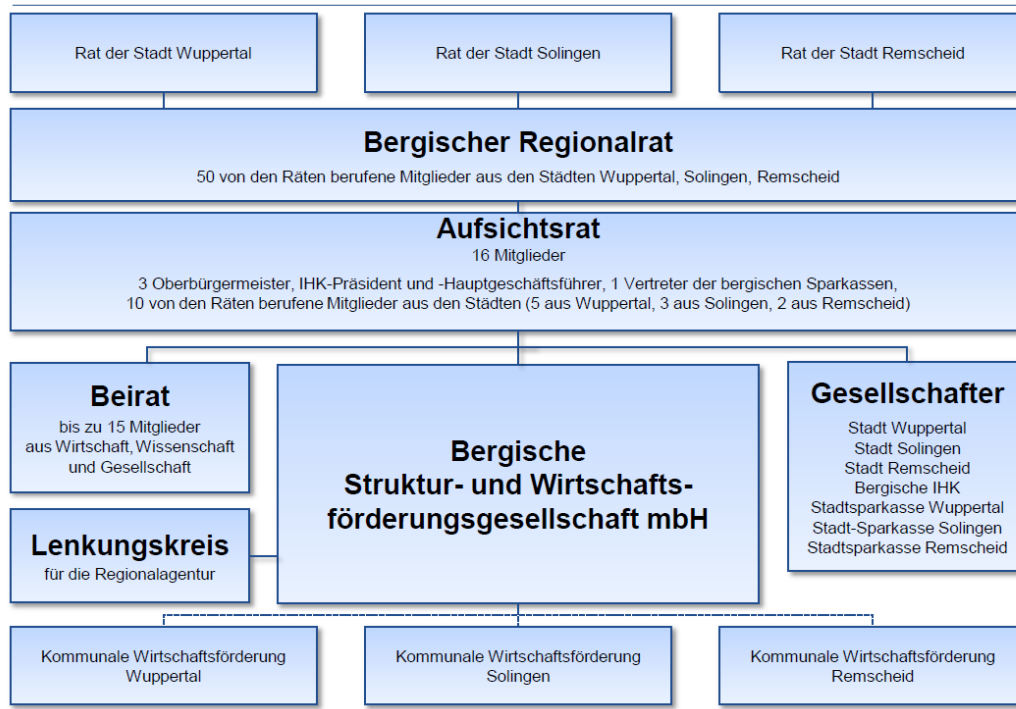 Rat der Stadt Wuppertal
Rat der Stadt Solingen
Rat der Stadt Remscheid
Bergischer Regionalrat
50 von den Räten berufene Mitglieder aus den Städten Wuppertal, Solingen, Remscheid
Aufsichtsrat
16 Mitglieder
3 Oberbürgermeister, IHK-Präsident und -Hauptgeschäftsführer, 1 Vertreter der bergischen Sparkassen,
10 von den Räten berufene Mitglieder aus den Städten (5 aus Wuppertal, 3 aus Solingen, 2 aus Remscheid)
Beirat
bis zu 15 Mitglieder
aus Wirtschaft, Wissenschaft
und Gesellschaft
Lenkungskreis
für die Regionalagentur
Bergische
Struktur- und Wirtschafts-
förderungsgesellschaft mbH
Gesellschafter
Stadt Wuppertal
Stadt Solingen
Stadt Remscheid
Bergische IHK
Stadtsparkasse Wuppertal
Stadt-Sparkasse Solingen
Stadtsparkasse Remscheid
Kommunale Wirtschaftsförderung
Wuppertal
Kommunale Wirtschaftsförderung
Solingen
Kommunale Wirtschaftsförderung
Remscheid